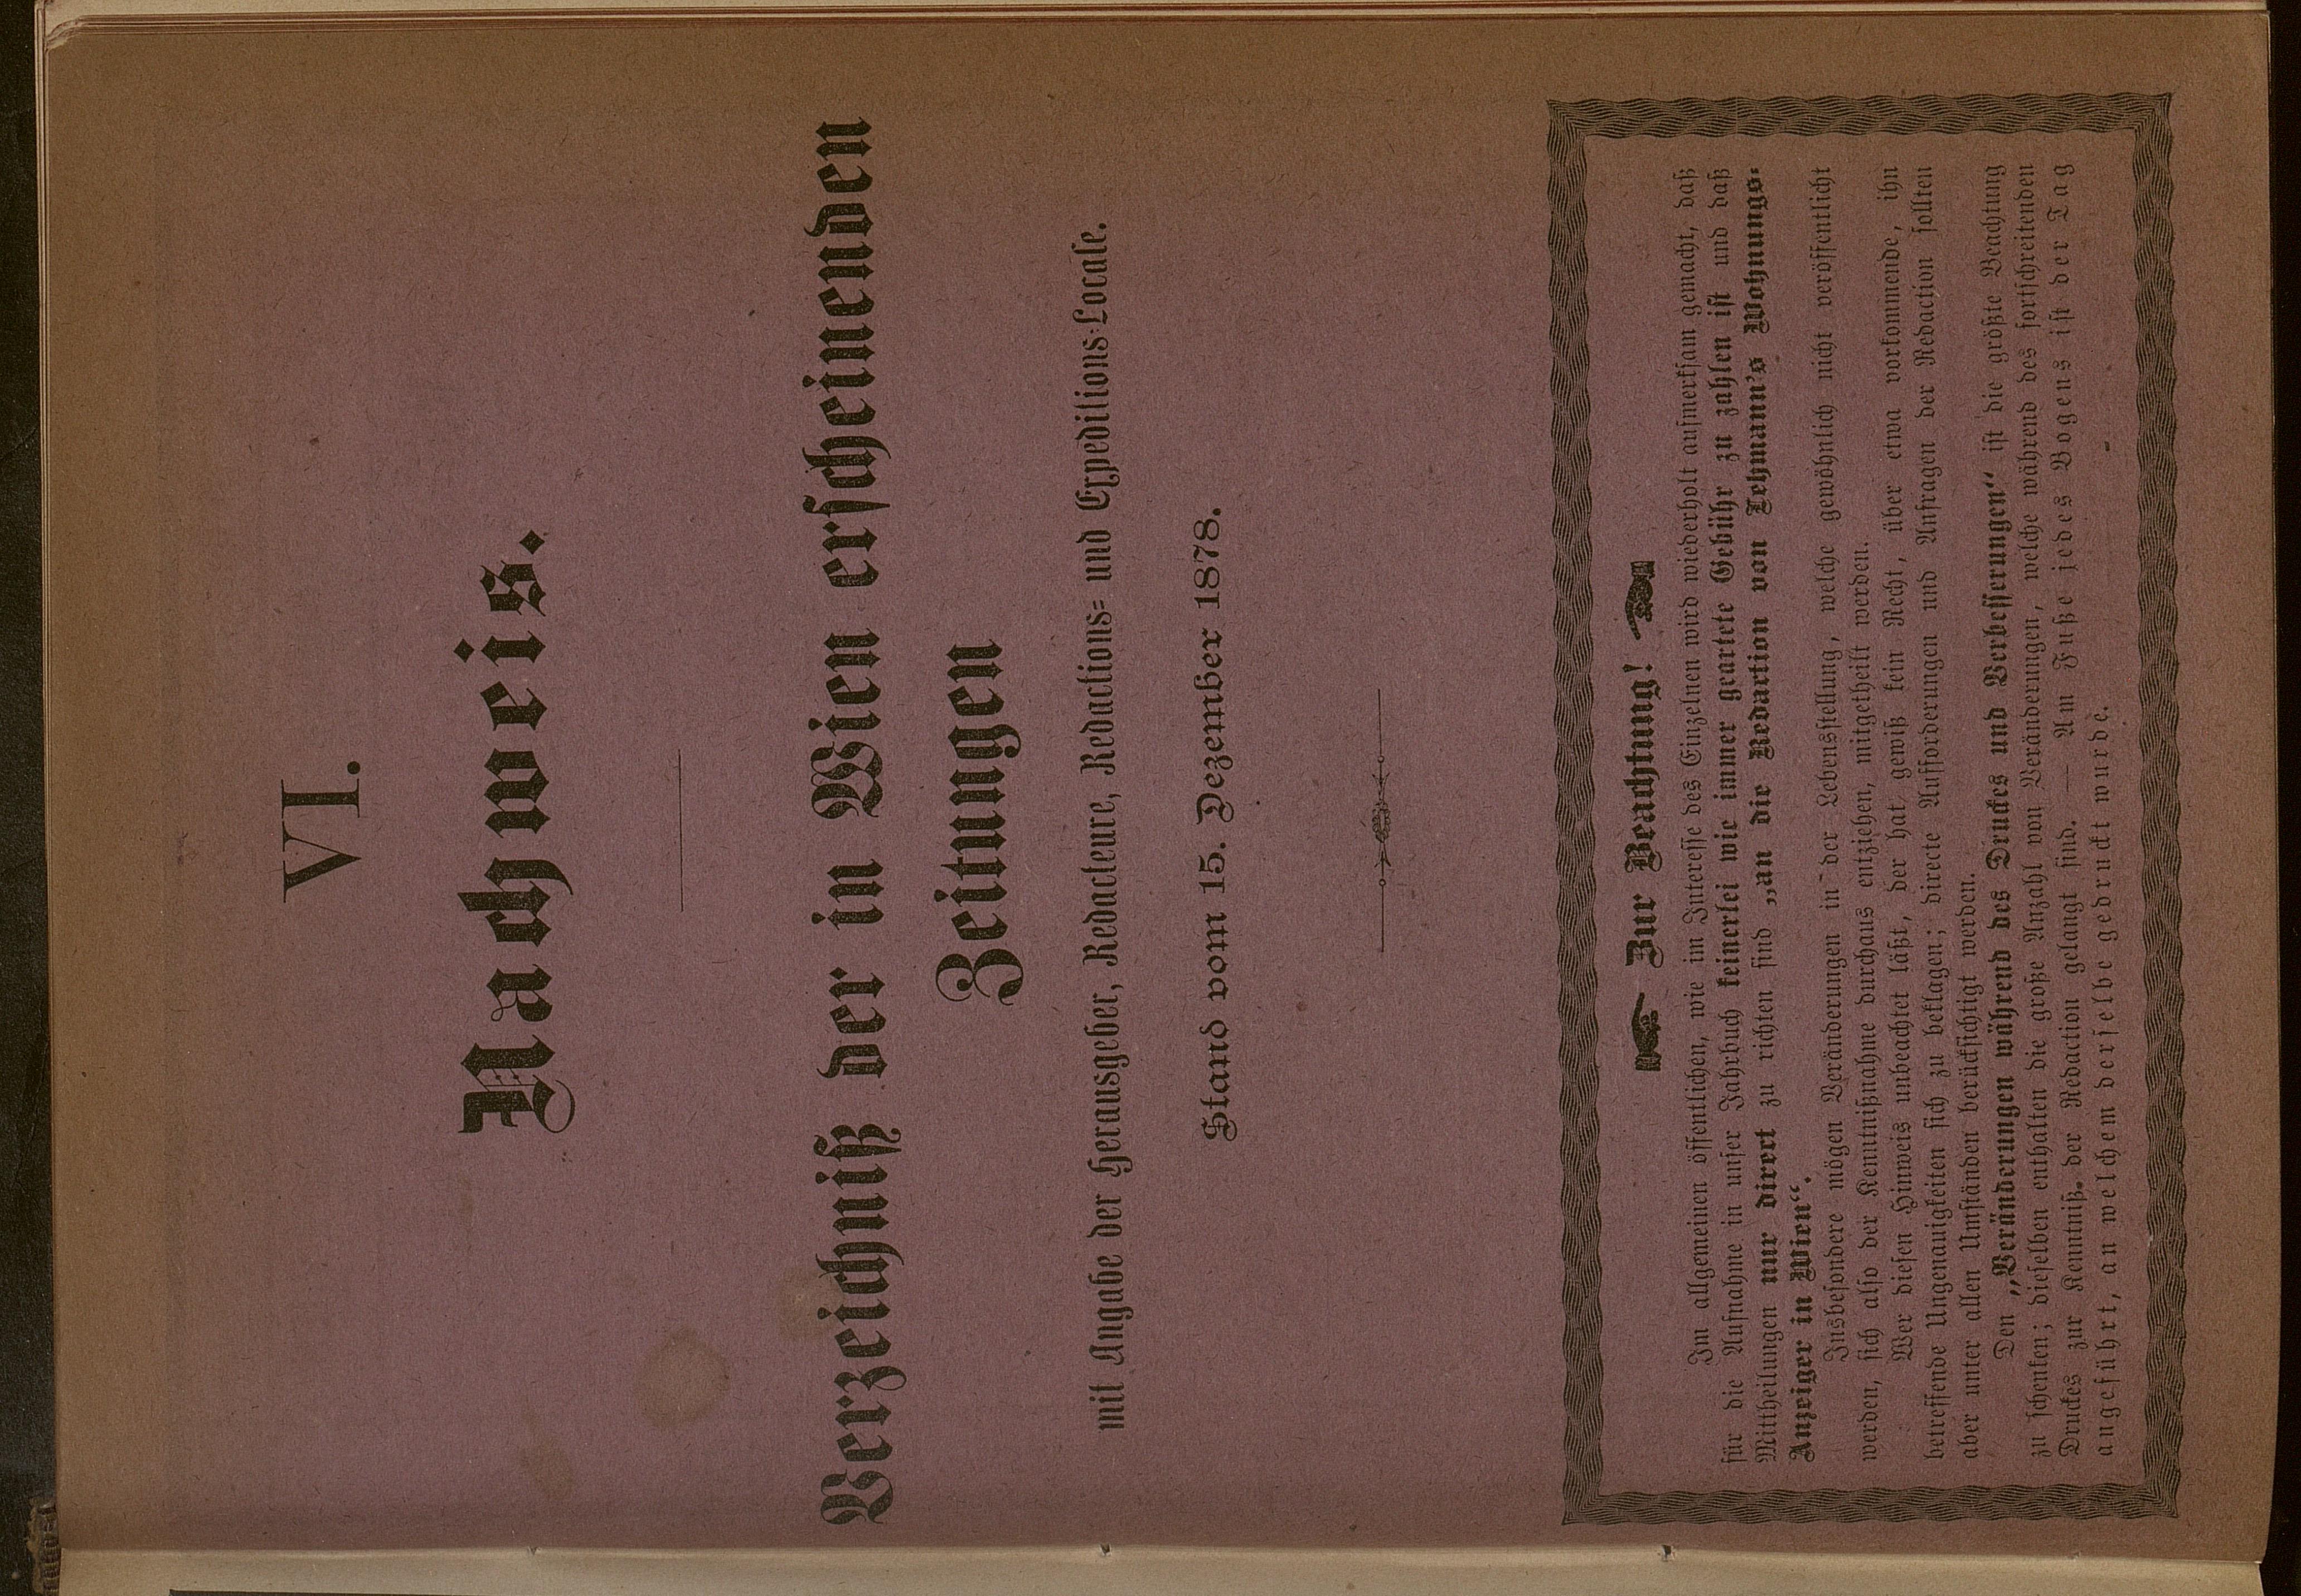 VI.
Nachweis.
Verzeichniß der in Wien erscheinenden
Zeitungen
mit Angabe der Herausgeber, Redacteure, Redactions- und Expeditions-Locale.
Stand vom 15. Dezember 1878.
Zur Beachtung!
Im allgemeinen öffentlichen, wie im Interesse des Einzelnen wird wiederholt aufmerksam gemacht, daß
für die Aufnahme in unser Jahrbuch keinerlei wie immer geartete Gebühr zu zahlen ist und daß
Mittheilungen nur direct zu richten sind „an die Redaction von Lehmann's Wohnungs-
Anzeiger in Wien“.
Insbesondere mögen Veränderungen in der Lebensstellung, welche gewöhnlich nicht veröffentlicht
werden, sich also der Kenntnißnahme durchaus entziehen, mitgetheilt werden.
Wer diesen Hinweis unbeachtet läßt, der hat gewiß kein Recht, über etwa vorkommende, ihn
betreffende Ungenauigkeiten sich zu beklagen; directe Aufforderungen und Anfragen der Redaction sollten
aber unter allen Umständen berücksichtigt werden.
Den „Veränderungen während des Druckes und Verbesserungen“ ist die größte Beachtung
zu schenken; dieselben enthalten die große Anzahl von Veränderungen, welche während des fortschreitenden
Druckes zur Kenntniß der Redaction gelangt sind. — Am Fuße jedes Bogens ist der Tag
angeführt, an welchem derselbe gedruckt wurde.